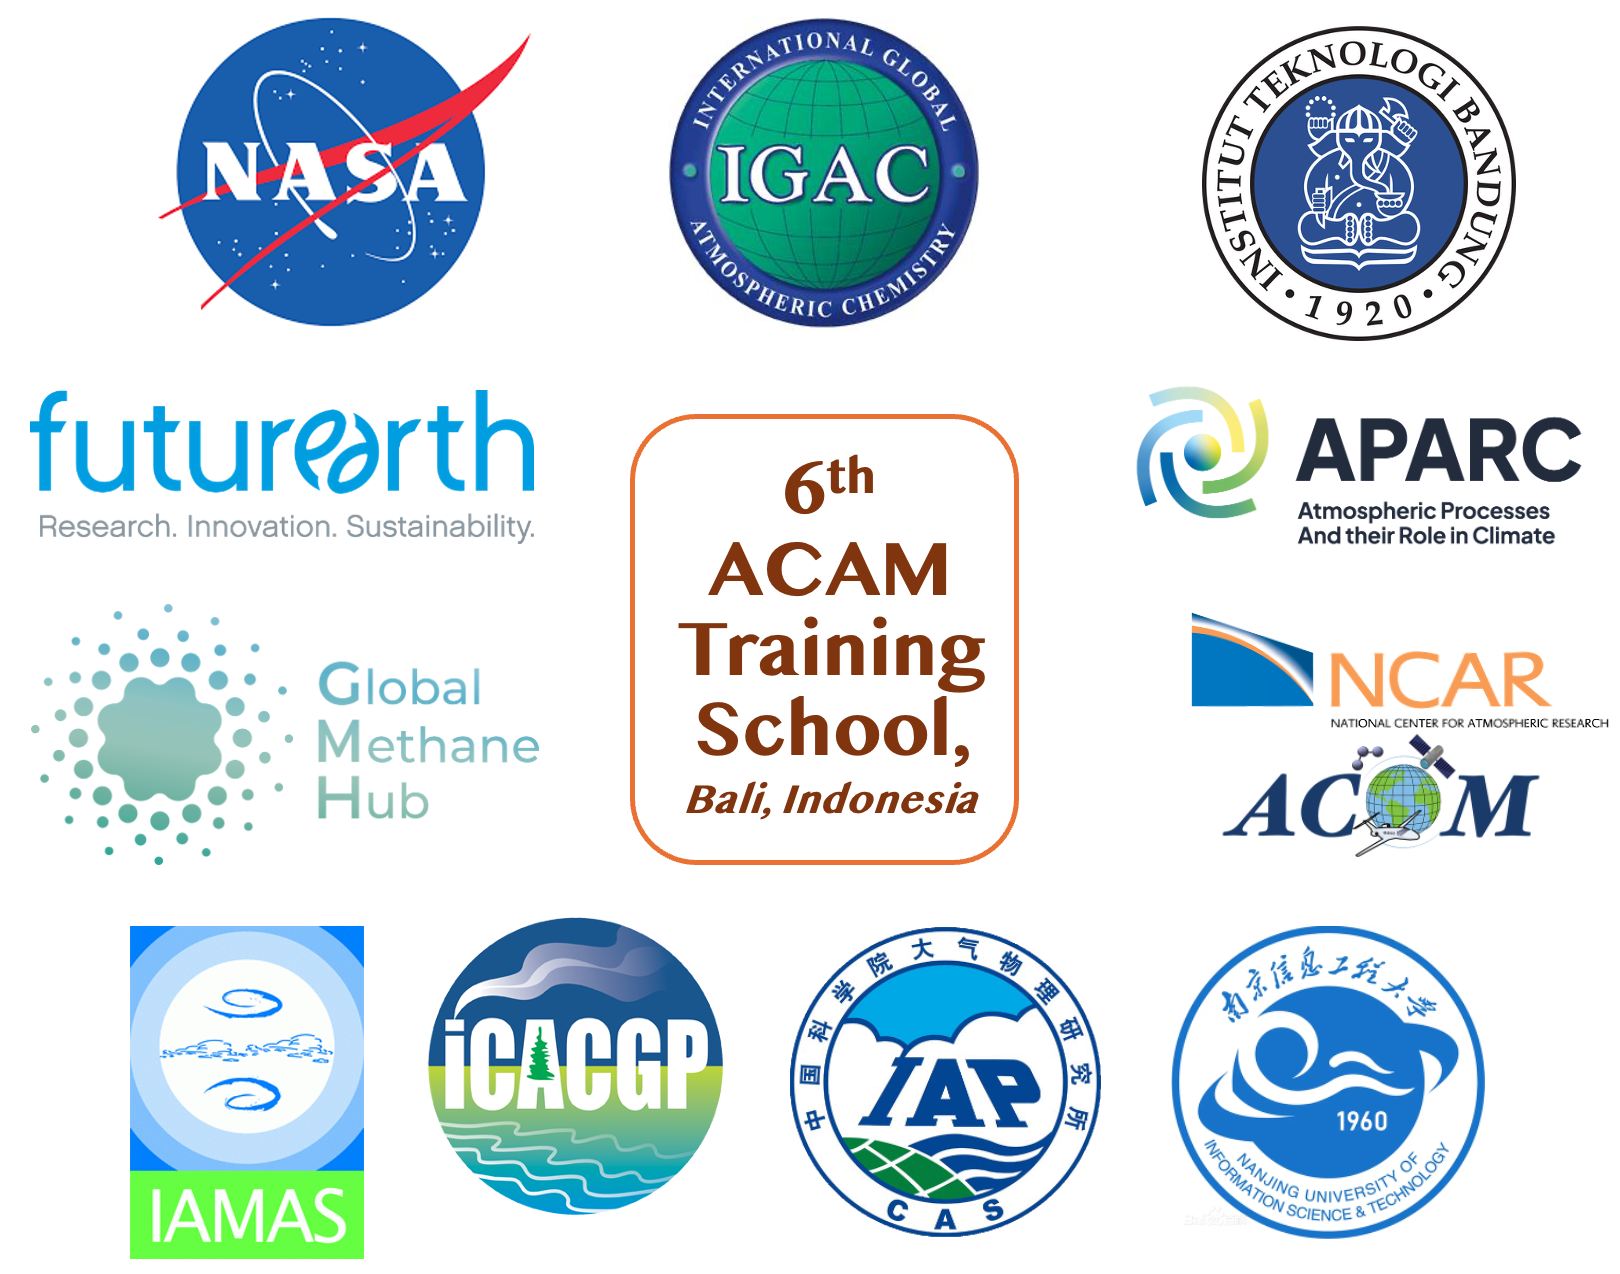 NASA
INTERNATIONAL GLOBAL
IGAC
ATMOSPHERIC CHEMISTRY
INSTITUT TEKNOLOGI BANDUNG
• 1920 •
futurearth
Research. Innovation. Sustainability.
6th
ACAM
Training
School,
Bali, Indonesia
APARC
Atmospheric Processes
And their Role in Climate
Global
Methane
Hub
NCAR
NATIONAL CENTER FOR ATMOSPHERIC RESEARCH
ACOM
IAMAS
iCACGP
中国科学院大气物理研究所
IAP
CAS
南京信息工程大学
1960
NANJING UNIVERSITY OF
INFORMATION SCIENCE & TECHNOLOGY